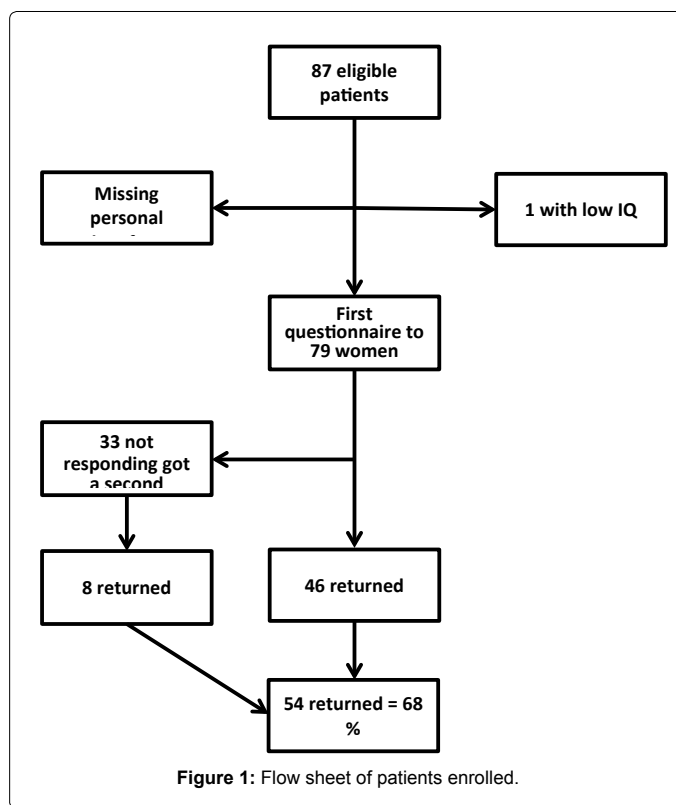 87 eligible
patients
Missing
personal
1 with low IQ
First
questionnaire to
79 women
33 not
responding got
a second
8 returned
46 returned
54 returned = 68
%
Figure 1: Flow sheet of patients enrolled.